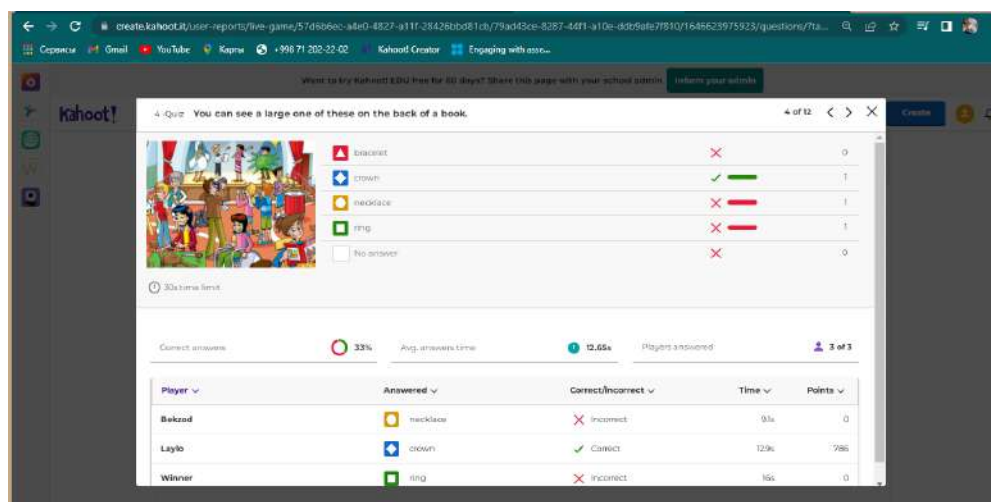 create.kahoot.it/user-reports/live-game/57d6b6ec-a4e0-4827-a11f-28426bbd81cb/79ad43ce-8287-44f1-a10e-ddb9afe7f810/1646623975923/questions/?ta...
Сервисы Gmail YouTube Карты +998 71 202-22-02 Kahoot! Creator Engaging with asse...
Want to try Kahoot! EDU free for 60 days? Share this page with your school admin Inform your admin
Kahoot!
4 - Quiz You can see a large one of these on the back of a book. 4 of 12
Create
bracelet 0
crown 1
necklace 1
ring 1
No answer 0
30s time limit
Correct answers 33% Avg. answers time 12.65s Players answered 3 of 3
Player Answered Correct/Incorrect Time Points
Bekzod necklace Incorrect 9.1s 0
Laylo crown Correct 12.9s 786
Winner ring Incorrect 16s 0